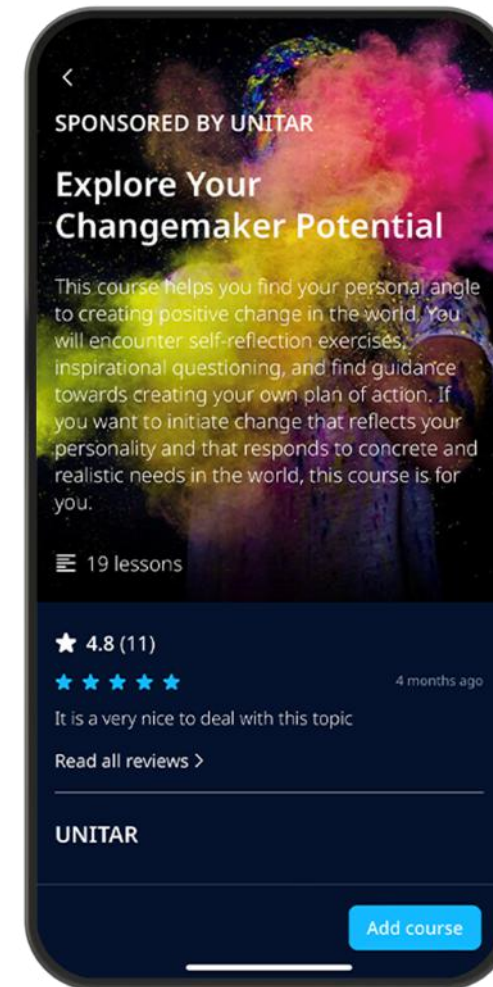 SPONSORED BY UNITAR
Explore Your
Changemaker Potential
This course helps you find your personal angle
to creating positive change in the world. You
will encounter self-reflection exercises,
inspirational questioning, and find guidance
towards creating your own plan of action. If
you want to initiate change that reflects your
personality and that responds to concrete and
realistic needs in the world, this course is for
you.
19 lessons
4.8 (11)
4 months ago
It is a very nice to deal with this topic
Read all reviews >
UNITAR
Add course